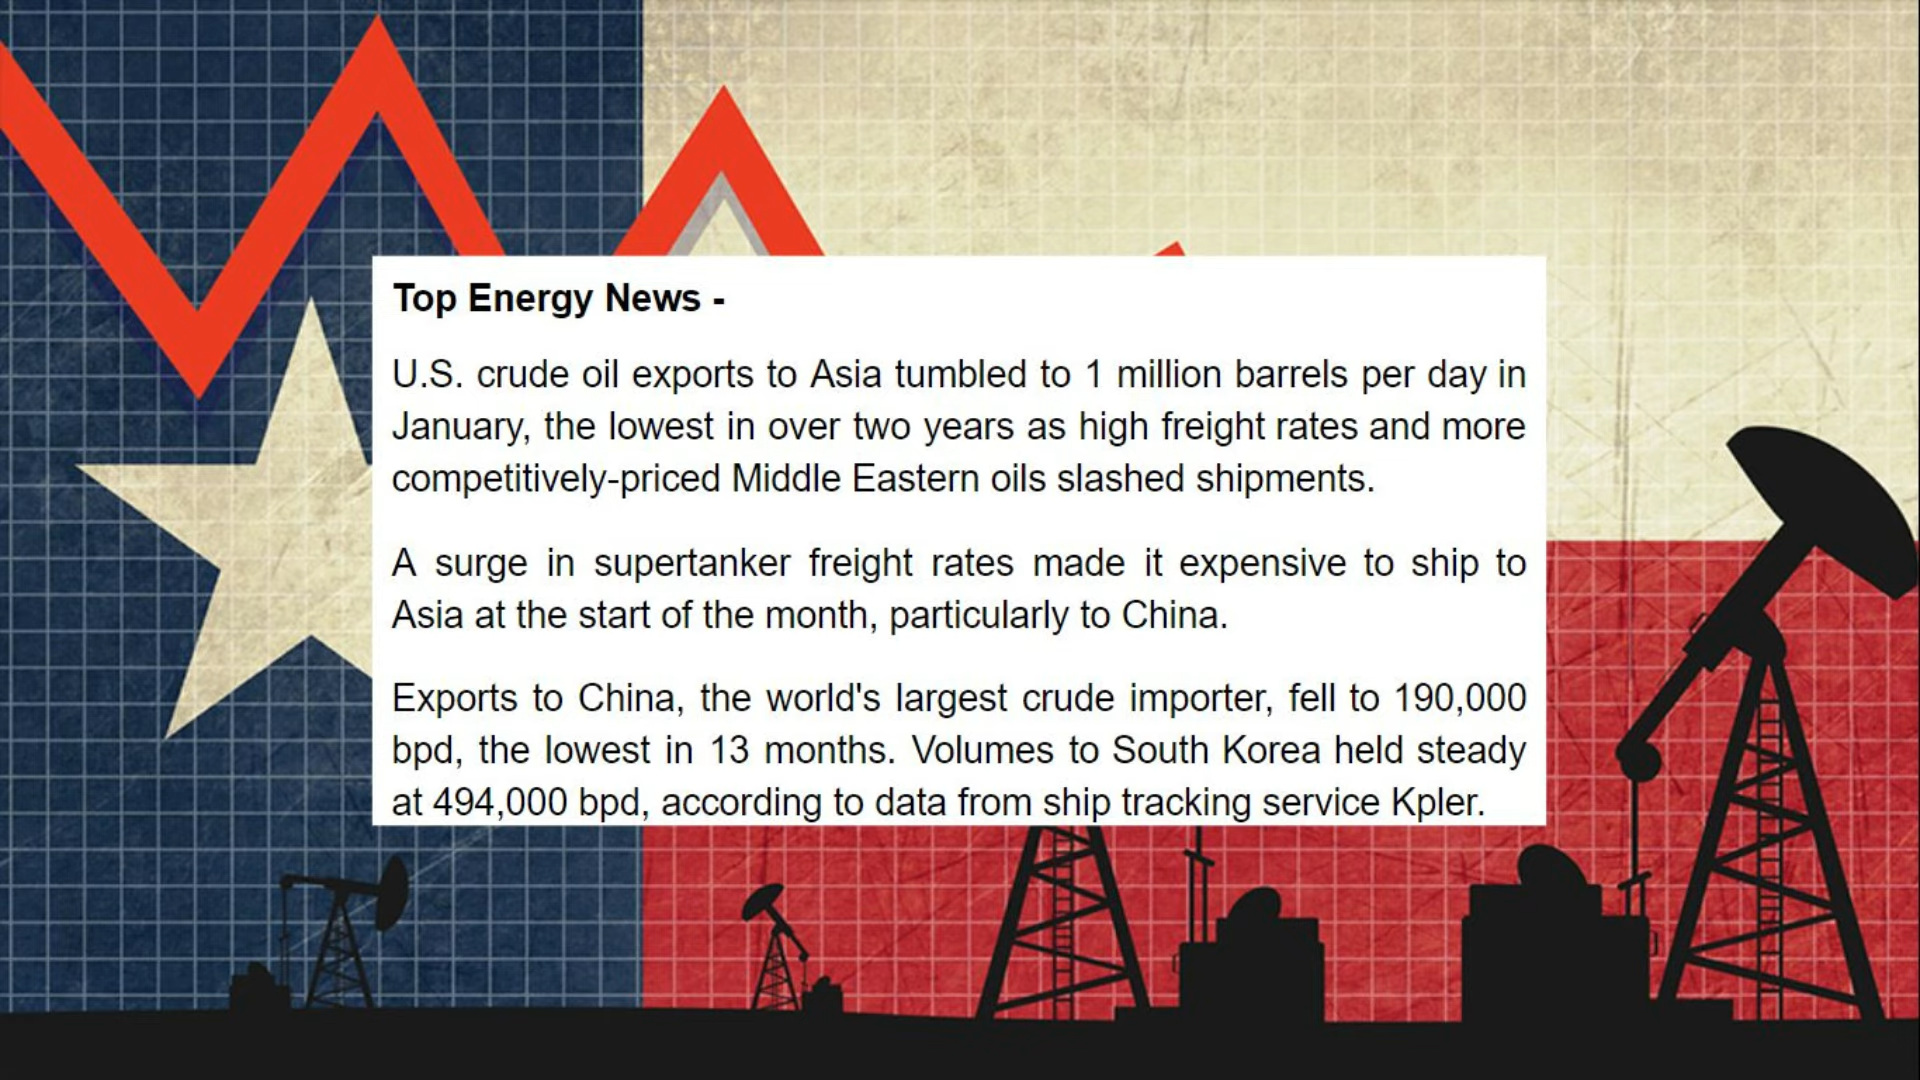 Top Energy News -
U.S. crude oil exports to Asia tumbled to 1 million barrels per day in
January, the lowest in over two years as high freight rates and more
competitively-priced Middle Eastern oils slashed shipments.
A surge in supertanker freight rates made it expensive to ship to
Asia at the start of the month, particularly to China.
Exports to China, the world's largest crude importer, fell to 190,000
bpd, the lowest in 13 months. Volumes to South Korea held steady
at 494,000 bpd, according to data from ship tracking service Kpler.